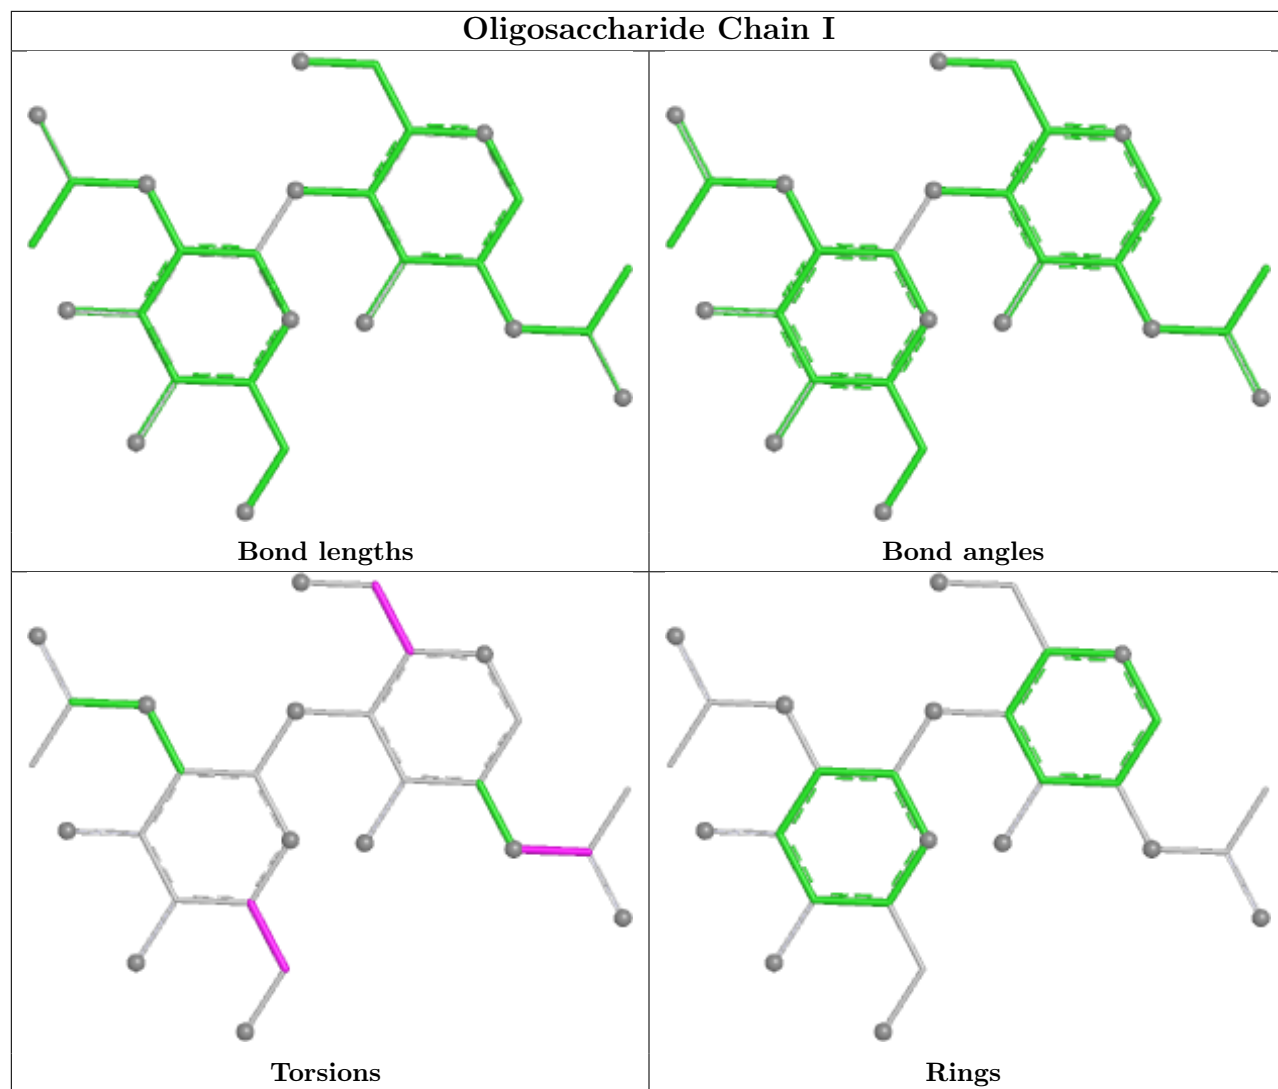 Oligosaccharide Chain I
Bond lengths
Bond angles
Torsions
Rings